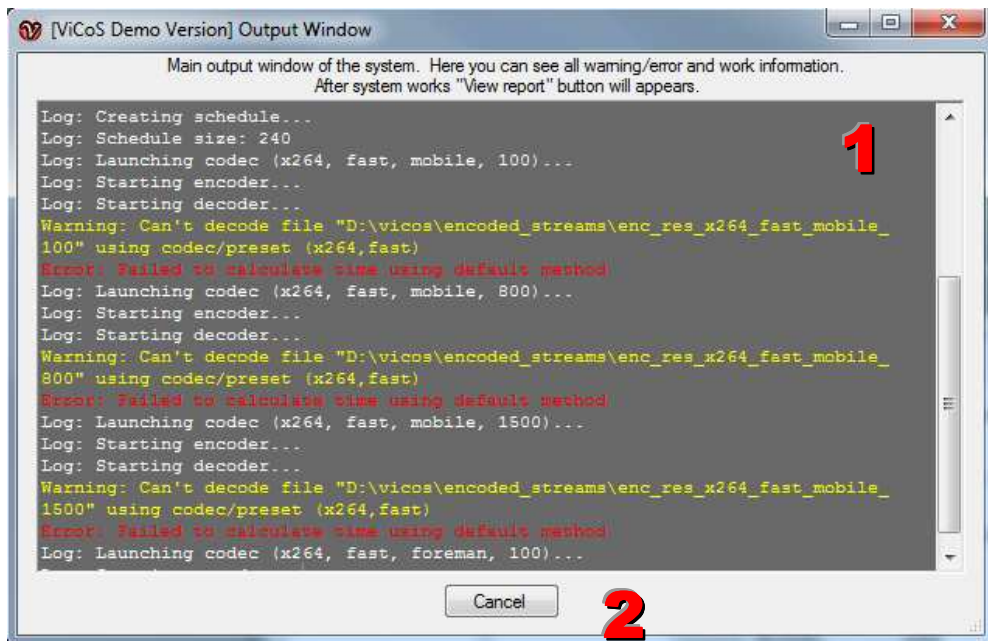 [ViCoS Demo Version] Output Window
Main output window of the system. Here you can see all warning/error and work information.
After system works "View report" button will appears.
Log: Creating schedule...
1
Log: Schedule size: 240
Log: Launching codec (x264, fast, mobile, 100)...
Log: Starting encoder...
Log: Starting decoder...
Warning: Can't decode file "D:\vicos\encoded_streams\enc_res_x264_fast_mobile_
100" using codec/preset (x264,fast)
Error: Failed to calculate time using default method
Log: Launching codec (x264, fast, mobile, 800)...
Log: Starting encoder...
Log: Starting decoder...
Warning: Can't decode file "D:\vicos\encoded_streams\enc_res_x264_fast_mobile_
800" using codec/preset (x264,fast)
Error: Failed to calculate time using default method
Log: Launching codec (x264, fast, mobile, 1500)...
Log: Starting encoder...
Log: Starting decoder...
Warning: Can't decode file "D:\vicos\encoded_streams\enc_res_x264_fast_mobile_
1500" using codec/preset (x264,fast)
Error: Failed to calculate time using default method
Log: Launching codec (x264, fast, foreman, 100)...
Cancel
2